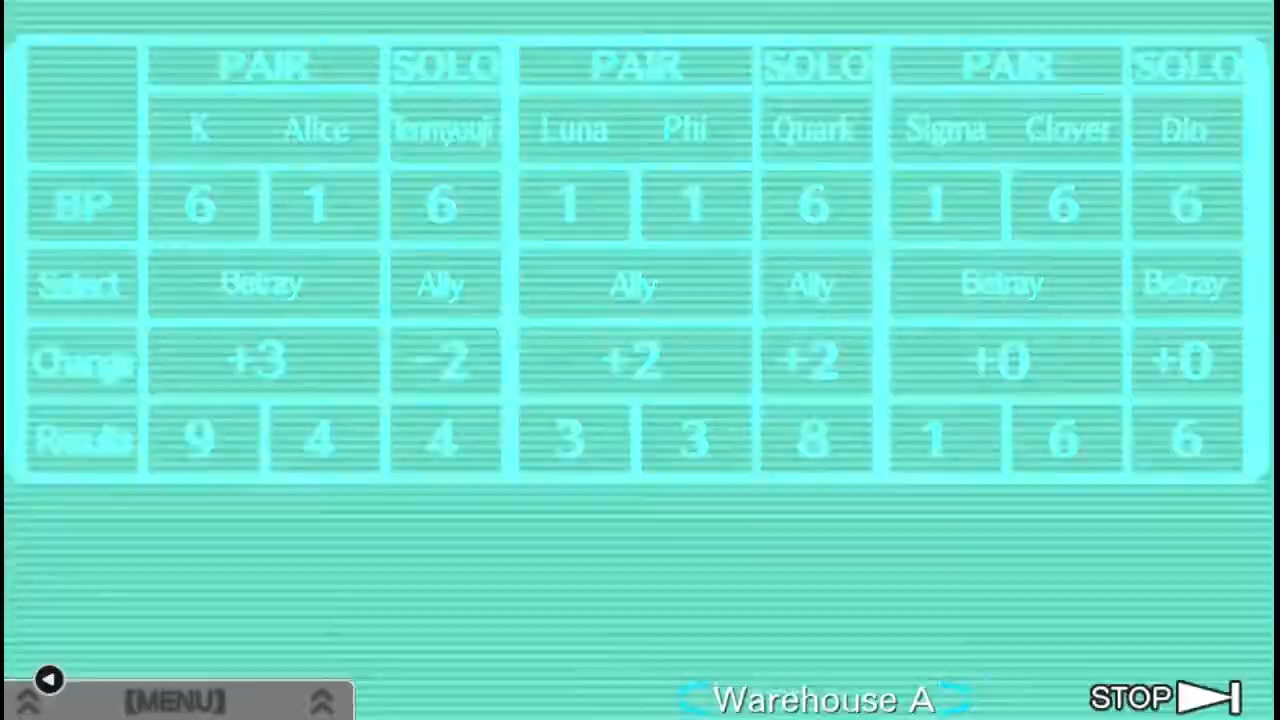 PAIR SOLO PAIR SOLO PAIR SOLO
K Alice Tenmyouji Luna Phi Quark Sigma Clover Dio
BP 6 1 6 1 1 6 1 6 6
Select Betray Ally Ally Ally Betray Betray
Change +3 -2 +2 +2 +0 +0
Results 9 4 4 3 3 8 1 6 6
[MENU] Warehouse A STOP